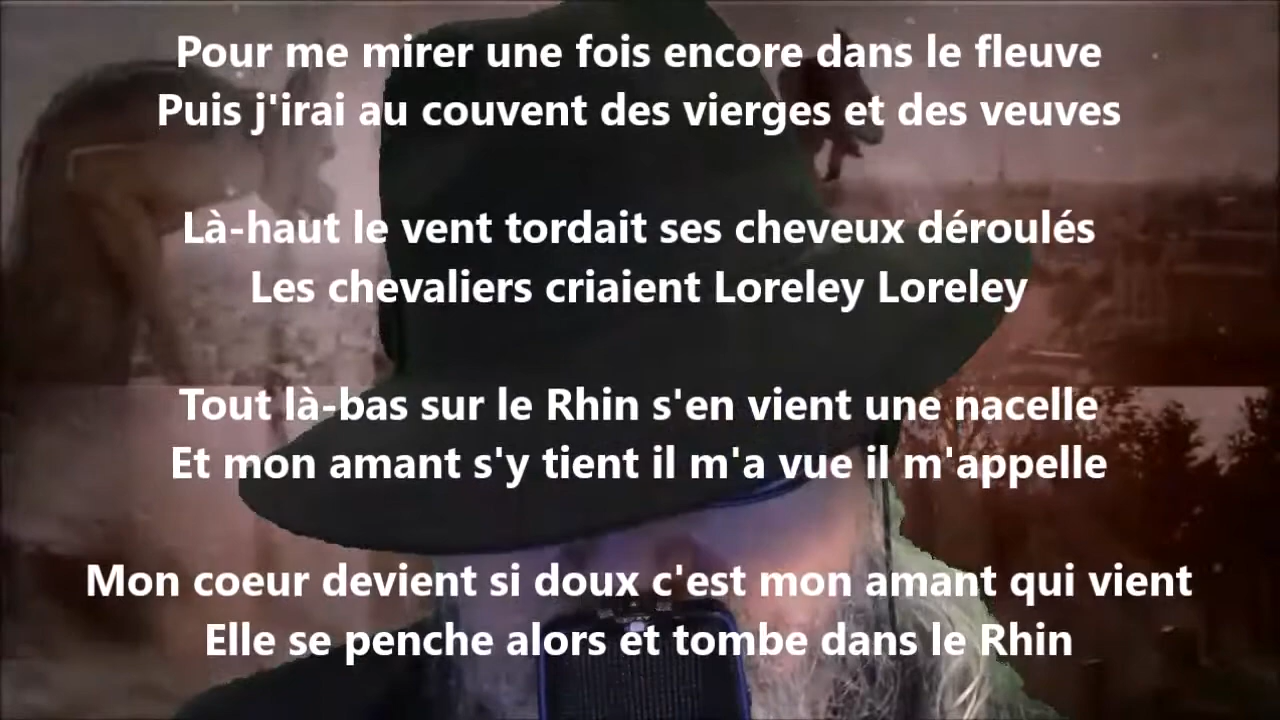 Pour me mirer une fois encore dans le fleuve
Puis j'irai au couvent des vierges et des veuves
Là-haut le vent tordait ses cheveux déroulés
Les chevaliers criaient Loreley Loreley
Tout là-bas sur le Rhin s'en vient une nacelle
Et mon amant s'y tient il m'a vue il m'appelle
Mon coeur devient si doux c'est mon amant qui vient
Elle se penche alors et tombe dans le Rhin